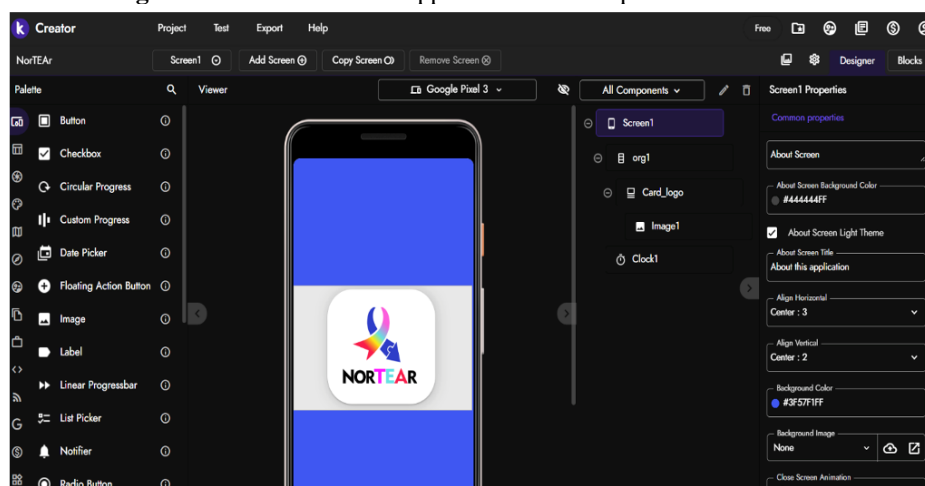 Creator Project Test Export Help Free
NorTEAr Screen1 Add Screen Copy Screen Remove Screen Designer Blocks
Palette Viewer Google Pixel 3 All Components Screen1 Properties
Common properties
Button
Checkbox
Circular Progress
Custom Progress
Date Picker
Floating Action Button
Image
Label
Linear Progressbar
List Picker
Notifier
Radio Button
NORTEAR
Screen1
org1
Card_logo
Image1
Clock1
About Screen
About Screen Background Color
#444444FF
About Screen Light Theme
About Screen Title
About this application
Align Horizontal
Center : 3
Align Vertical
Center : 2
Background Color
#3F57F1FF
Background Image
None
Close Screen Animation